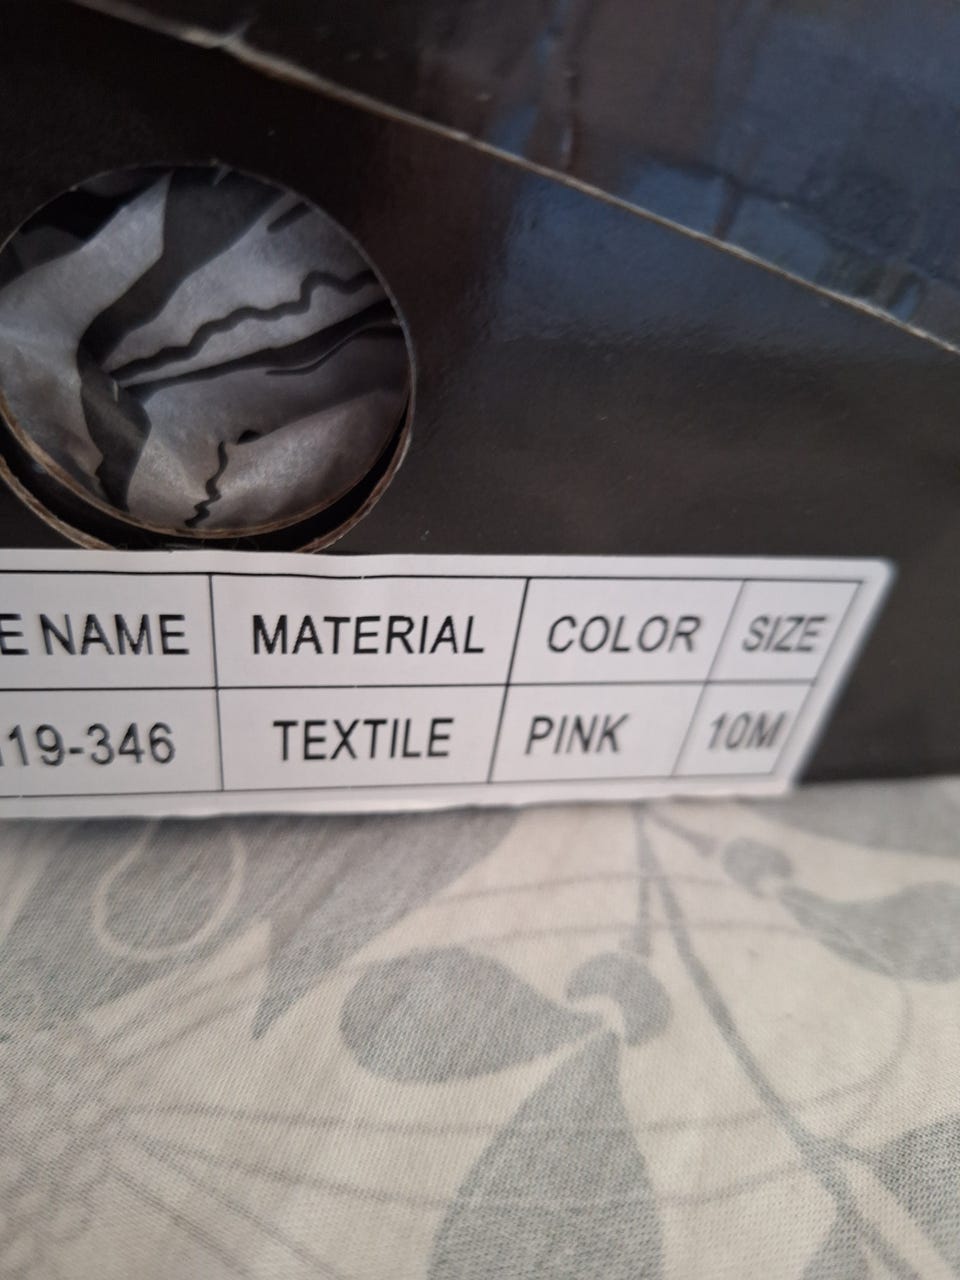 E NAME MATERIAL COLOR SIZE
19-346 TEXTILE PINK 10M